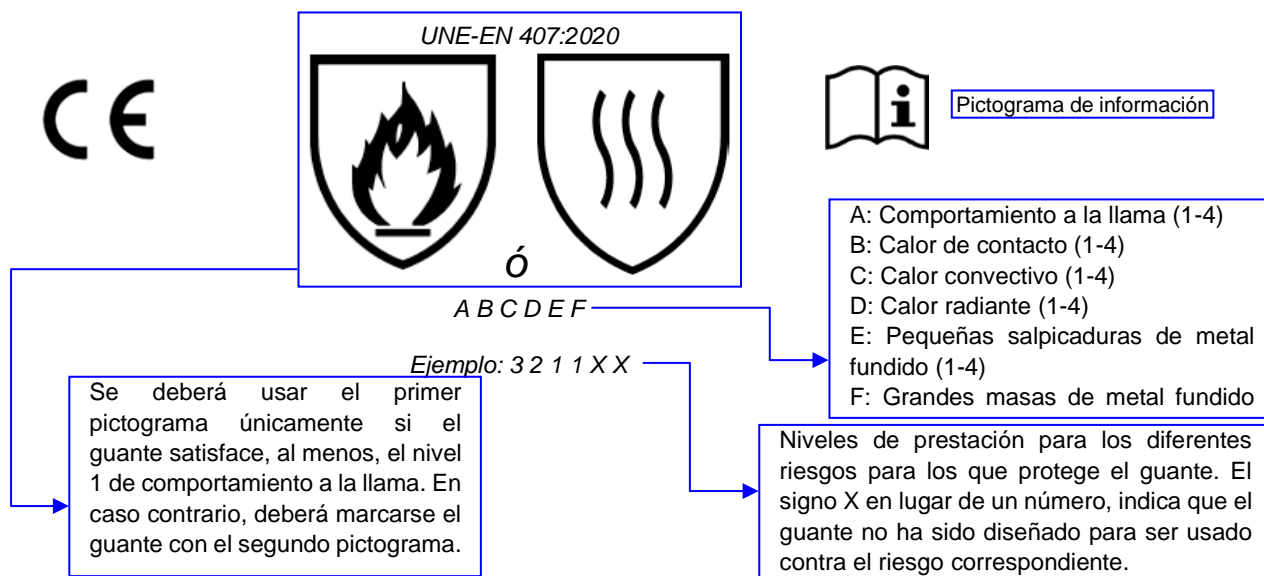 UNE-EN 407:2020
CE
i
Pictograma de información
Ó
A B C D E F
A: Comportamiento a la llama (1-4)
B: Calor de contacto (1-4)
C: Calor convectivo (1-4)
D: Calor radiante (1-4)
E: Pequeñas salpicaduras de metal
fundido (1-4)
F: Grandes masas de metal fundido
Ejemplo: 3 2 1 1 X X
Se deberá usar el primer
pictograma únicamente si el
guante satisface, al menos, el nivel
1 de comportamiento a la llama. En
caso contrario, deberá marcarse el
guante con el segundo pictograma.
Niveles de prestación para los diferentes
riesgos para los que protege el guante. El
signo X en lugar de un número, indica que el
guante no ha sido diseñado para ser usado
contra el riesgo correspondiente.